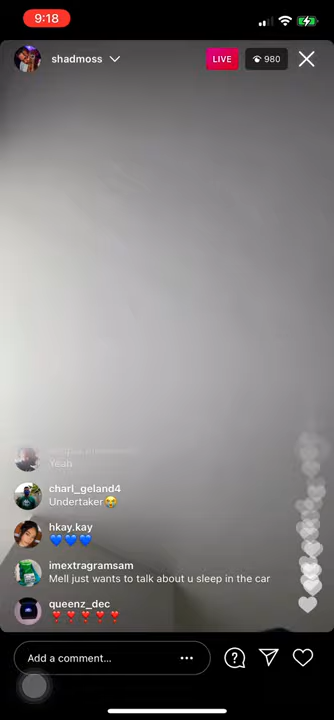 9:18
shadmoss
LIVE
980
Yeah
charl_geland4
Undertaker😭
hkay.kay
💙💙💙
imextragramsam
Mell just wants to talk about u sleep in the car
queenz_dec
❣️❣️❣️❣️❣️
Add a comment...